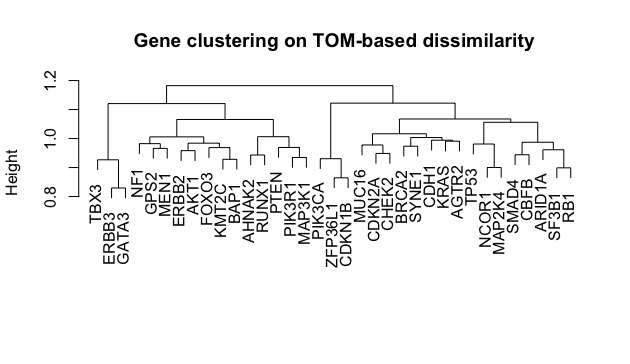 Gene clustering on TOM-based dissimilarity
Height
1.2
1.0
0.8
TBX3
ERBB3
GATA3
NF1
GPS2
MEN1
ERBB2
AKT1
FOXO3
KMT2C
BAP1
AHNAK2
RUNX1
PTEN
PIK3R1
MAP3K1
PIK3CA
ZFP36L1
CDKN1B
MUC16
CDKN2A
CHEK2
BRCA2
SYNE1
CDH1
KRAS
AGTR2
TP53
NCOR1
MAP2K4
SMAD4
CBFB
ARID1A
SF3B1
RB1